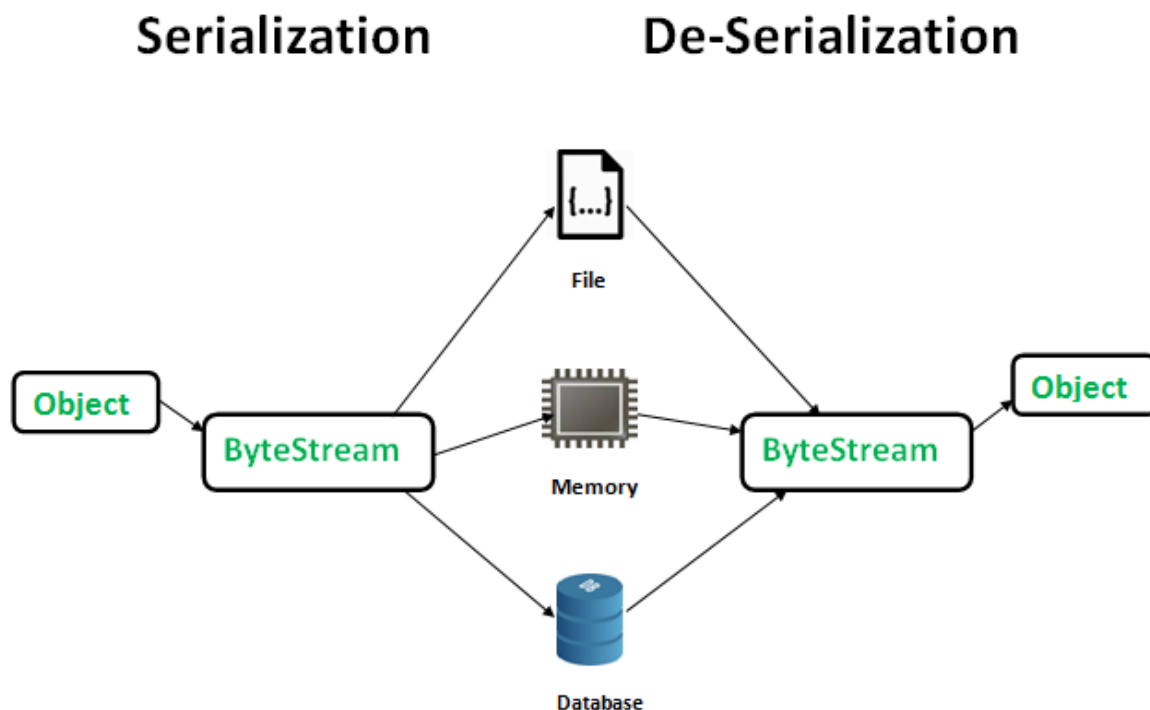 Serialization
De-Serialization
{...}
File
Object
ByteStream
Memory
ByteStream
Object
Database